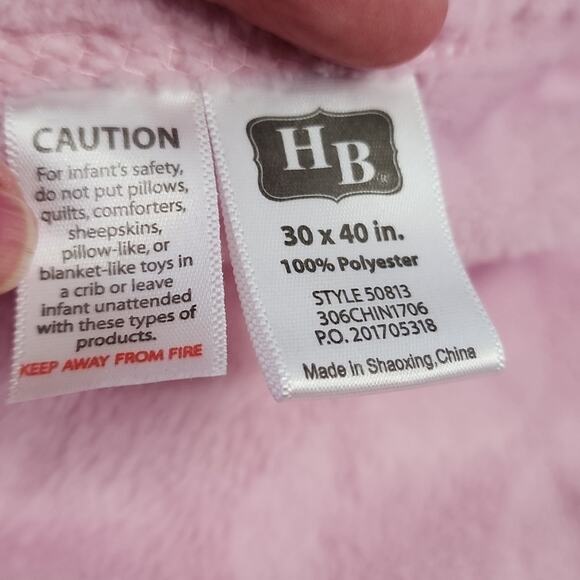 CAUTION
For infant's safety,
do not put pillows,
quilts, comforters,
sheepskins,
pillow-like, or
blanket-like toys in
a crib or leave
infant unattended
with these types of
products.
KEEP AWAY FROM FIRE
HB
30 x 40 in.
100% Polyester
STYLE 50813
306CHIN1706
P.O. 201705318
Made in Shaoxing,China